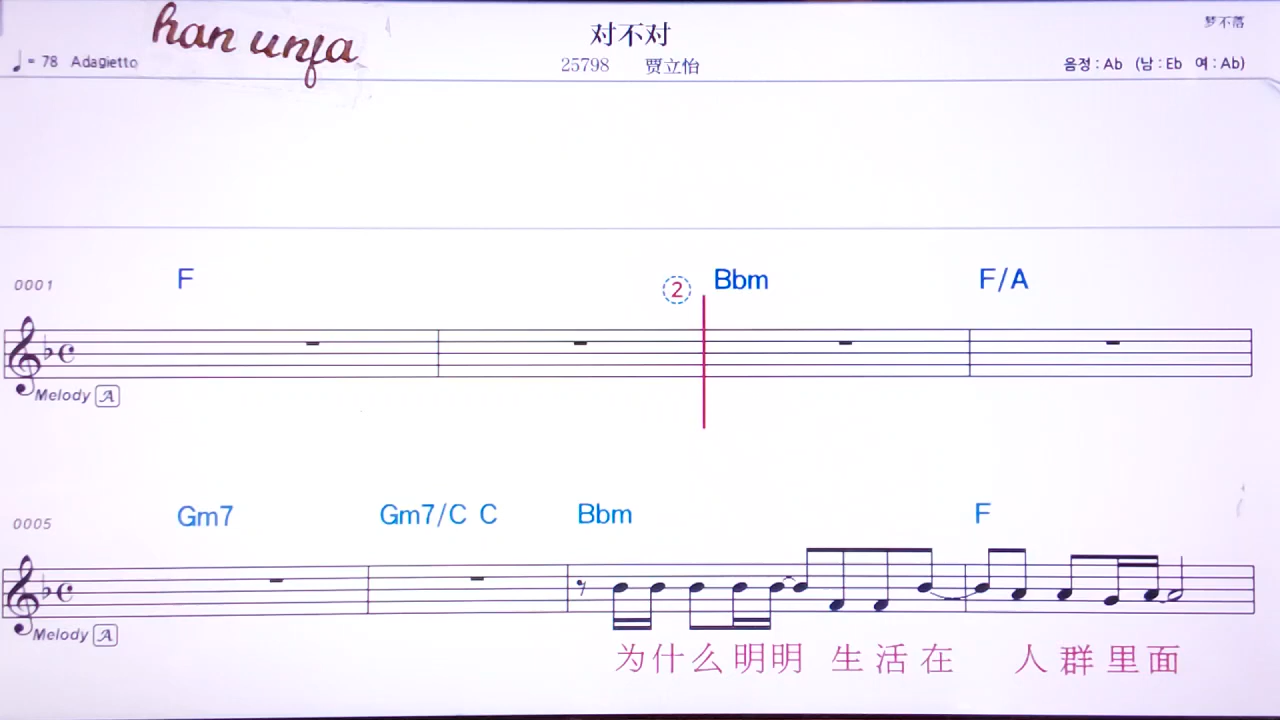 han unfa
对不对
梦不落
♩= 78 Adagietto
25798 贾立怡
음정 : Ab (남 : Eb 여 : Ab)
0001
F ② Bbm F/A
Melody A
0005
Gm7 Gm7/C C Bbm F
Melody A
为什么明明 生活在 人群里面